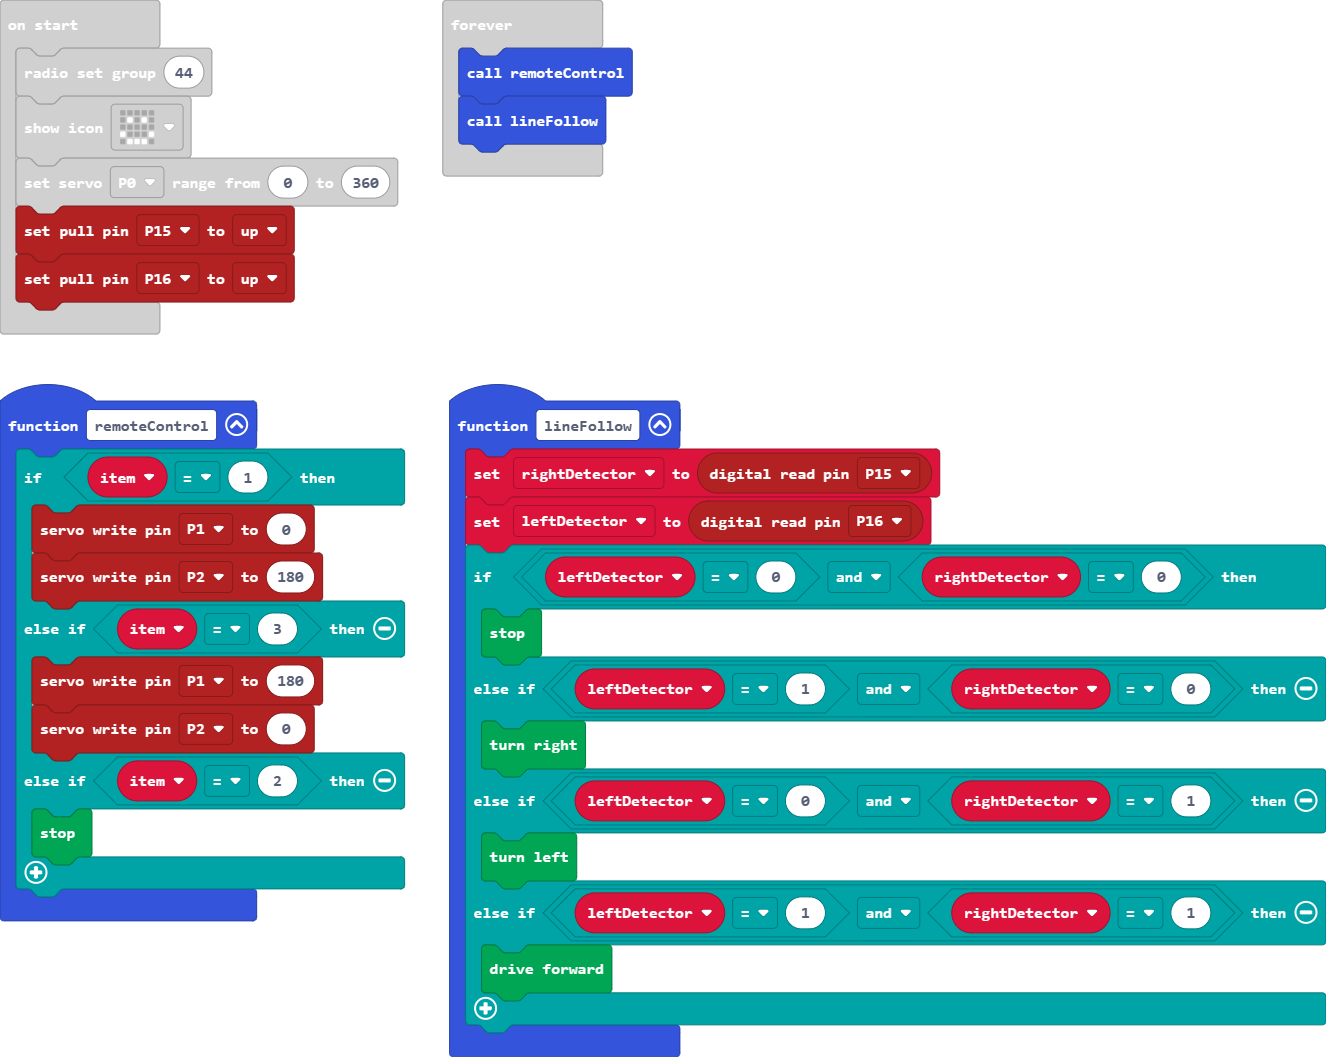 on start
radio set group 44
show icon
set servo P0 range from 0 to 360
set pull pin P15 to up
set pull pin P16 to up
forever
call remoteControl
call lineFollow
function remoteControl
if item = 1 then
servo write pin P1 to 0
servo write pin P2 to 180
else if item = 3 then
servo write pin P1 to 180
servo write pin P2 to 0
else if item = 2 then
stop
function lineFollow
set rightDetector to digital read pin P15
set leftDetector to digital read pin P16
if leftDetector = 0 and rightDetector = 0 then
stop
else if leftDetector = 1 and rightDetector = 0 then
turn right
else if leftDetector = 0 and rightDetector = 1 then
turn left
else if leftDetector = 1 and rightDetector = 1 then
drive forward